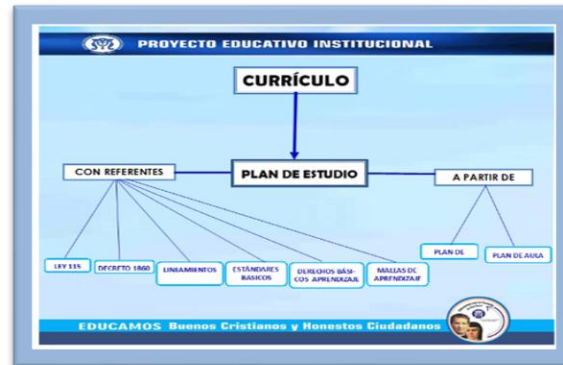 PROYECTO EDUCATIVO INSTITUCIONAL
CURRÍCULO
CON REFERENTES
PLAN DE ESTUDIO
A PARTIR DE
LEY 115
DECRETO 1860
LINEAMIENTOS
ESTÁNDARES
BÁSICOS
DERECHOS BÁSI-
COS APRENDIZAJE
MALLAS DE
APRENDIZAJE
PLAN DE
PLAN DE AULA
EDUCAMOS Buenos Cristianos y Honestos Ciudadanos